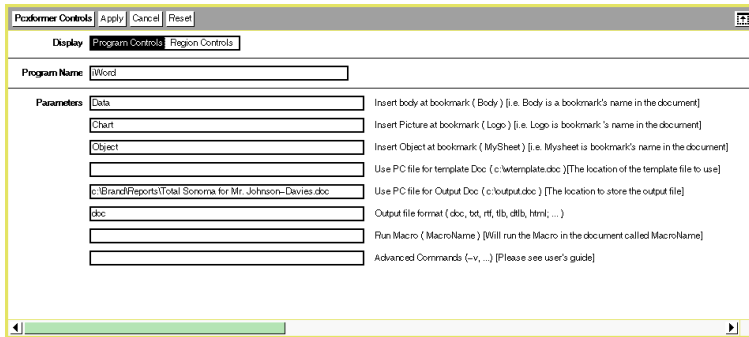 Pcxformer Controls Apply Cancel Reset
Display Program Controls Region Controls
Program Name iWord
Parameters Data Insert body at bookmark ( Body ) [i.e. Body is a bookmark's name in the document]
Chart Insert Picture at bookmark ( Logo ) [i.e. Logo is bookmark 's name in the document]
Object Insert Object at bookmark ( MySheet ) [i.e. Mysheet is bookmark's name in the document]
Use PC file for template Doc ( c:\wtemplate.doc )[The location of the template file to use]
c:\Brand\Reports\Total Sonoma for Mr. Johnson-Davies.doc Use PC file for Output Doc ( c:\output.doc ) [The location to store the output file]
doc Output file format ( doc, txt, rtf, tlb, dtlb, html; ... )
Run Macro ( MacroName ) [Will run the Macro in the document called MacroName]
Advanced Commands (-v, ...) [Please see user's guide]